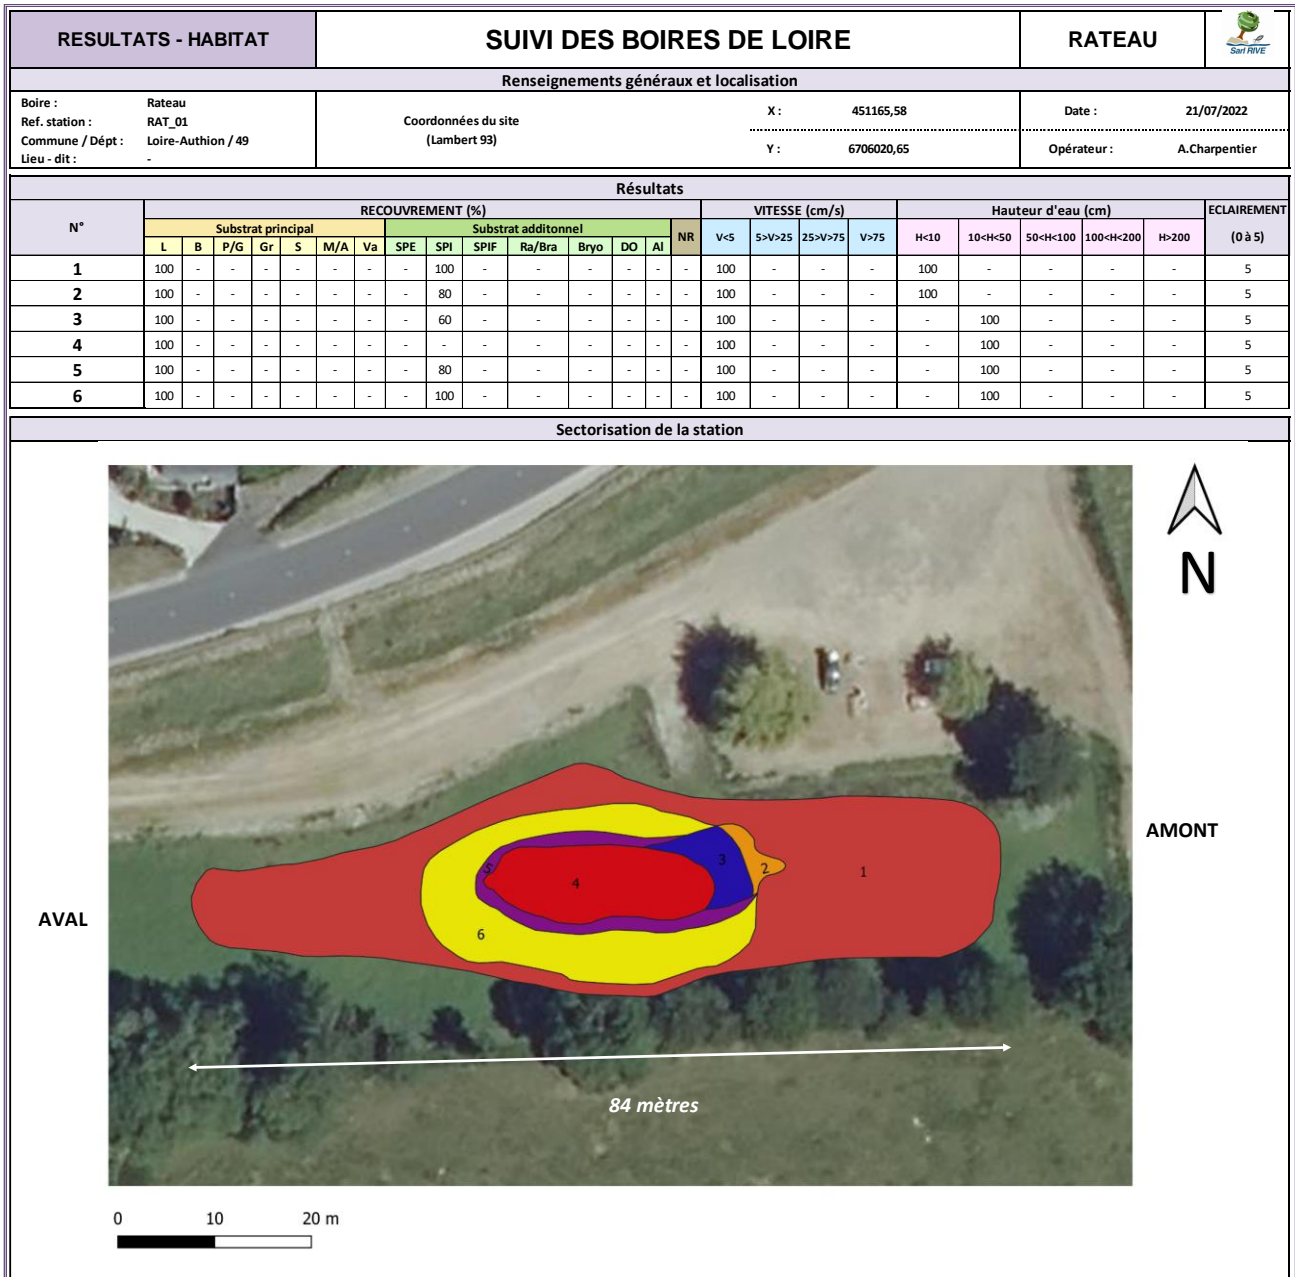 RESULTATS - HABITAT
SUIVI DES BOIRES DE LOIRE
RATEAU
Sarl RIVE
Renseignements généraux et localisation
Boire : Rateau
Ref. station : RAT_01
Commune / Dépt : Loire-Authion / 49
Lieu - dit : -
Coordonnées du site
(Lambert 93)
X : 451165,58
Y : 6706020,65
Date : 21/07/2022
Opérateur : A.Charpentier
Résultats
N° RECOUVREMENT (%) VITESSE (cm/s) Hauteur d'eau (cm) ECLAIREMENT
Substrat principal Substrat additonnel NR V<5 5>V>25 25>V>75 V>75 H<10 10<H<50 50<H<100 100<H<200 H>200 (0 à 5)
L B P/G Gr S M/A Va SPE SPI SPIF Ra/Bra Bryo DO Al
1 100 - - - - - - - 100 - - - - - - 100 - - - 100 - - - - 5
2 100 - - - - - - - 80 - - - - - - 100 - - - 100 - - - - 5
3 100 - - - - - - - 60 - - - - - - 100 - - - - 100 - - - 5
4 100 - - - - - - - - - - - - - - 100 - - - - 100 - - - 5
5 100 - - - - - - - 80 - - - - - - 100 - - - - 100 - - - 5
6 100 - - - - - - - 100 - - - - - - 100 - - - - 100 - - - 5
Sectorisation de la station
N
AMONT
AVAL
3
2
1
5
4
6
84 mètres
0 10 20 m